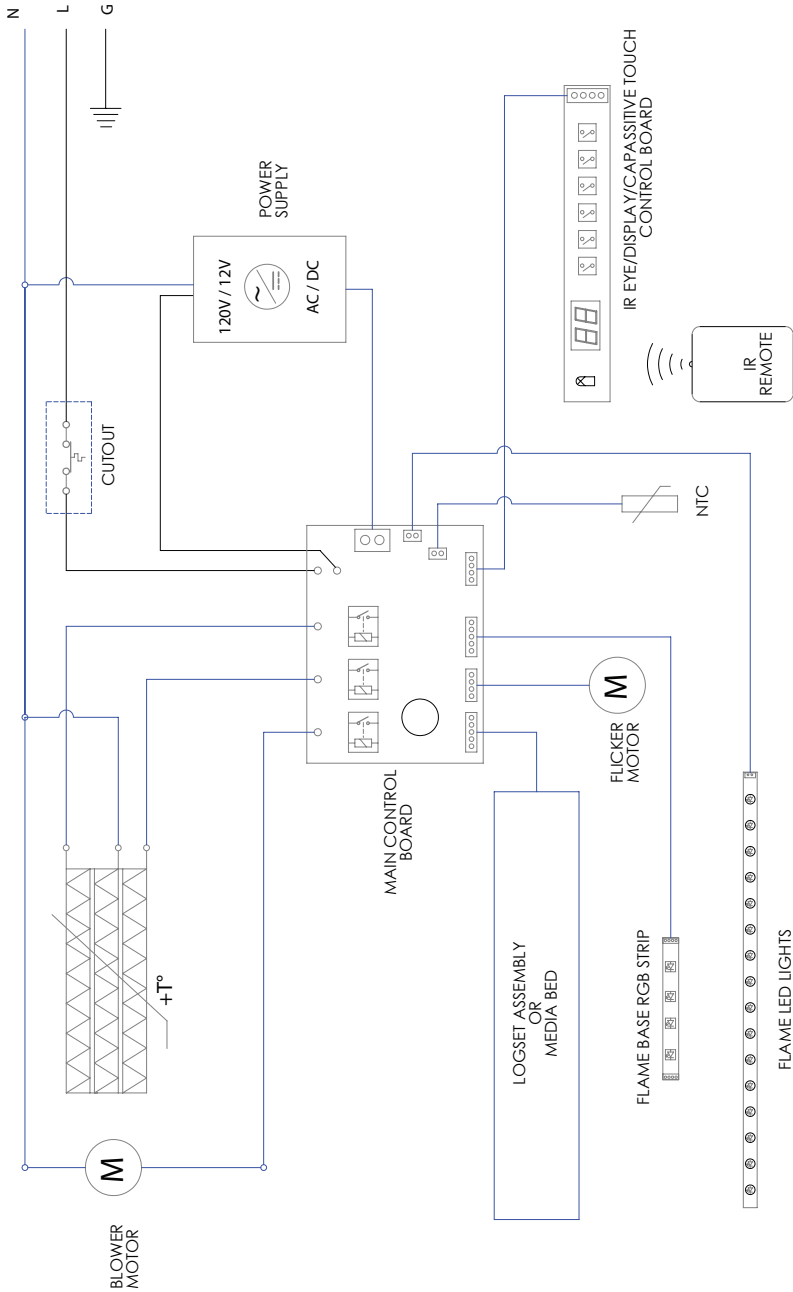 N
L
G
POWER
SUPPLY
120V / 12V
AC / DC
CUTOUT
IR EYE/DISPLAY/CAPASSITIVE TOUCH
CONTROL BOARD
88
IR
REMOTE
NTC
MAIN CONTROL
BOARD
+T°
M
BLOWER
MOTOR
M
FLICKER
MOTOR
LOGSET ASSEMBLY
OR
MEDIA BED
FLAME BASE RGB STRIP
FLAME LED LIGHTS